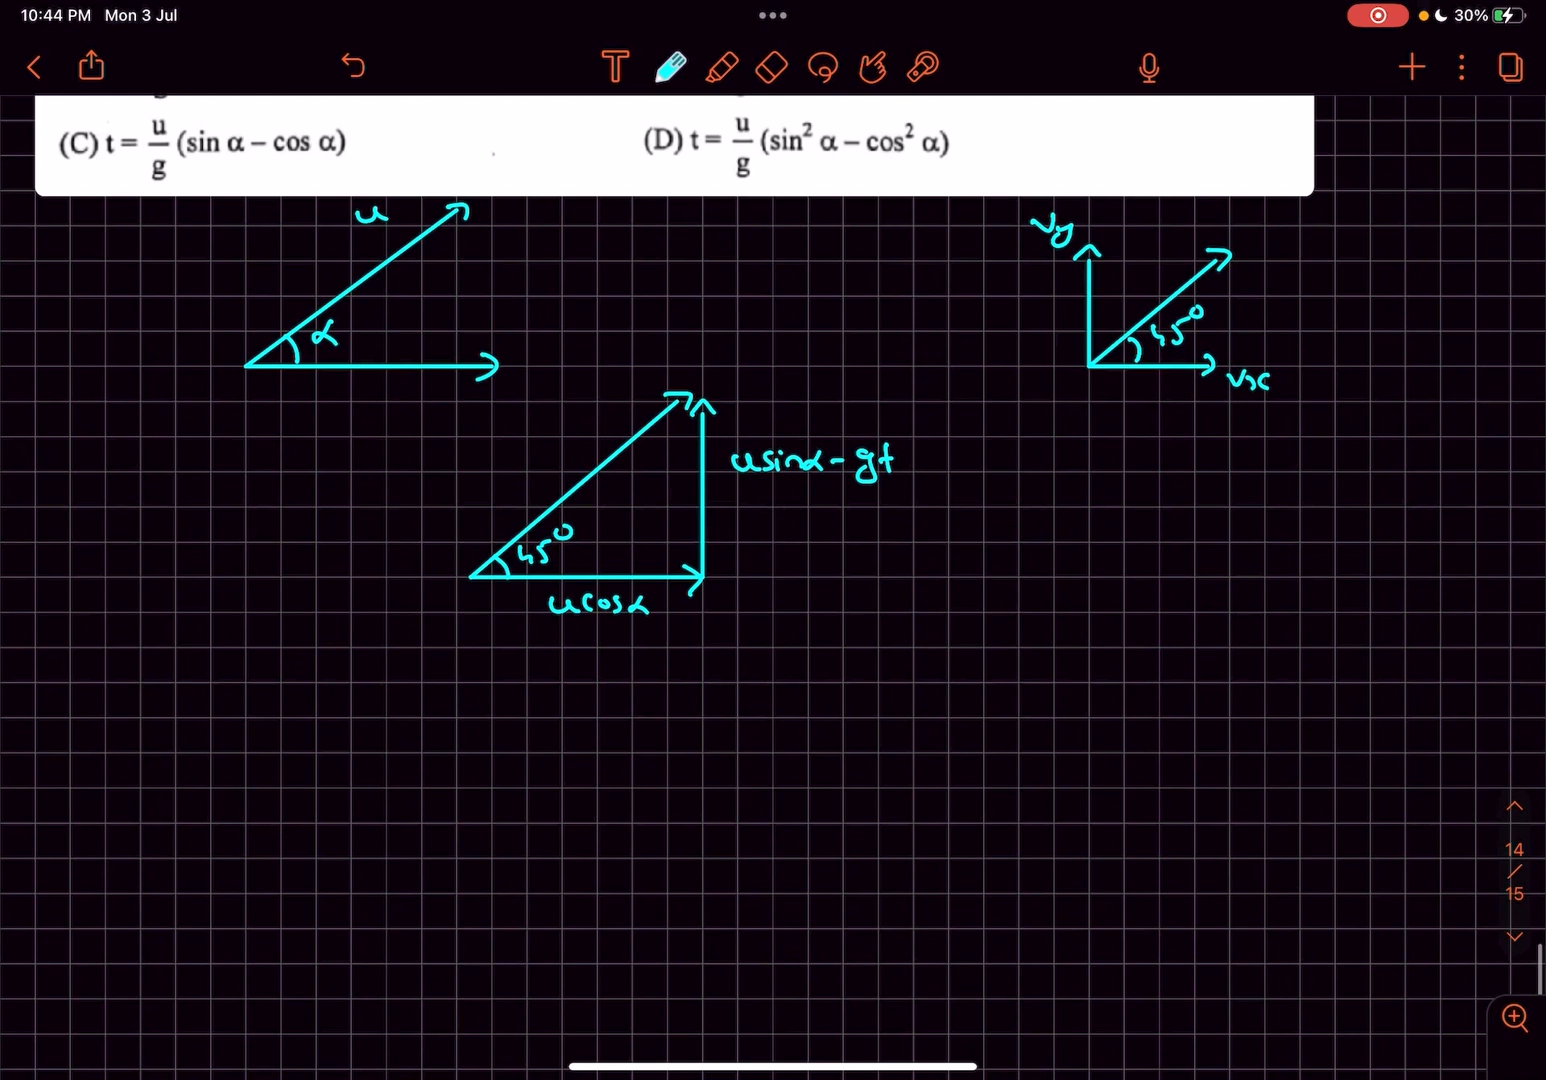 10:44 PM Mon 3 Jul
30%
(C) t = u/g (sin α – cos α)
(D) t = u/g (sin² α – cos² α)
u
α
vy
45°
vx
usinα - gt
45°
ucosα
14
/
15